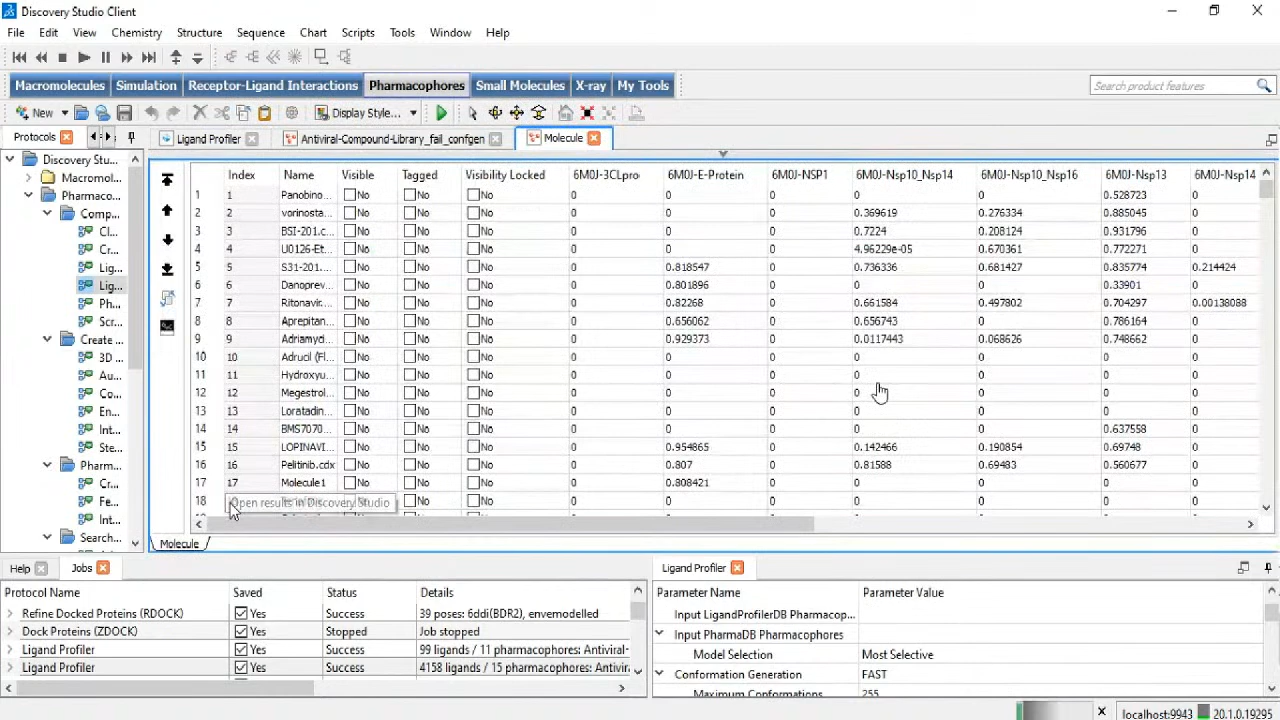 Discovery Studio Client
File Edit View Chemistry Structure Sequence Chart Scripts Tools Window Help
Macromolecules Simulation Receptor-Ligand Interactions Pharmacophores Small Molecules X-ray My Tools Search product features
New Display Style...
Protocols Ligand Profiler Antiviral-Compound-Library_fail_confgen Molecule
Discovery Stu...
Macromol...
Pharmaco...
Comp...
Cl...
Cr...
Lig...
Lig...
Ph...
Scr...
Create ...
3D ...
Au...
Co...
En...
Int...
Ste...
Pharm...
Cr...
Fe...
Int...
Search...
Index Name Visible Tagged Visibility Locked 6M0J-3CLpro 6M0J-E-Protein 6M0J-NSP1 6M0J-Nsp10_Nsp14 6M0J-Nsp10_Nsp16 6M0J-Nsp13 6M0J-Nsp14
1 1 Panobino... No No No 0 0 0 0 0 0.528723 0
2 2 vorinosta... No No No 0 0 0 0.369619 0.276334 0.885045 0
3 3 BSI-201.c... No No No 0 0 0 0.7224 0.208124 0.931796 0
4 4 U0126-Et... No No No 0 0 0 4.96229e-05 0.670361 0.772271 0
5 5 S31-201.... No No No 0 0.818547 0 0.736336 0.681427 0.835774 0.214424
6 6 Danoprev... No No No 0 0.801896 0 0 0 0.33901 0
7 7 Ritonavir.... No No No 0 0.82268 0 0.661584 0.497802 0.704297 0.00138088
8 8 Aprepitan... No No No 0 0.656062 0 0.656743 0 0.786164 0
9 9 Adriamyd... No No No 0 0.929373 0 0.0117443 0.068626 0.748662 0
10 10 Adrucil (Fl... No No No 0 0 0 0 0 0 0
11 11 Hydroxyu... No No No 0 0 0 0 0 0 0
12 12 Megestrol... No No No 0 0 0 0 0 0 0
13 13 Loratadin... No No No 0 0 0 0 0 0 0
14 14 BMS7070... No No No 0 0 0 0 0 0.637558 0
15 15 LOPINAVI... No No No 0 0.954865 0 0.142466 0.190854 0.69748 0
16 16 Pelitinib.cdx No No No 0 0.807 0 0.81588 0.69483 0.560677 0
17 17 Molecule1 No No No 0 0.808421 0 0 0 0 0
18 Open results in Discovery Studio No No 0 0 0 0 0 0 0
Molecule
Help Jobs
Protocol Name Saved Status Details
Refine Docked Proteins (RDOCK) Yes Success 39 poses: 6ddi(BDR2), envemodelled
Dock Proteins (ZDOCK) Yes Stopped Job stopped
Ligand Profiler Yes Success 99 ligands / 11 pharmacophores: Antiviral-
Ligand Profiler Yes Success 4158 ligands / 15 pharmacophores: Antivira
Ligand Profiler
Parameter Name Parameter Value
Input LigandProfilerDB Pharmacop...
Input PharmaDB Pharmacophores
Model Selection Most Selective
Conformation Generation FAST
Maximum Conformations 255
localhost:9943 20.1.0.19295